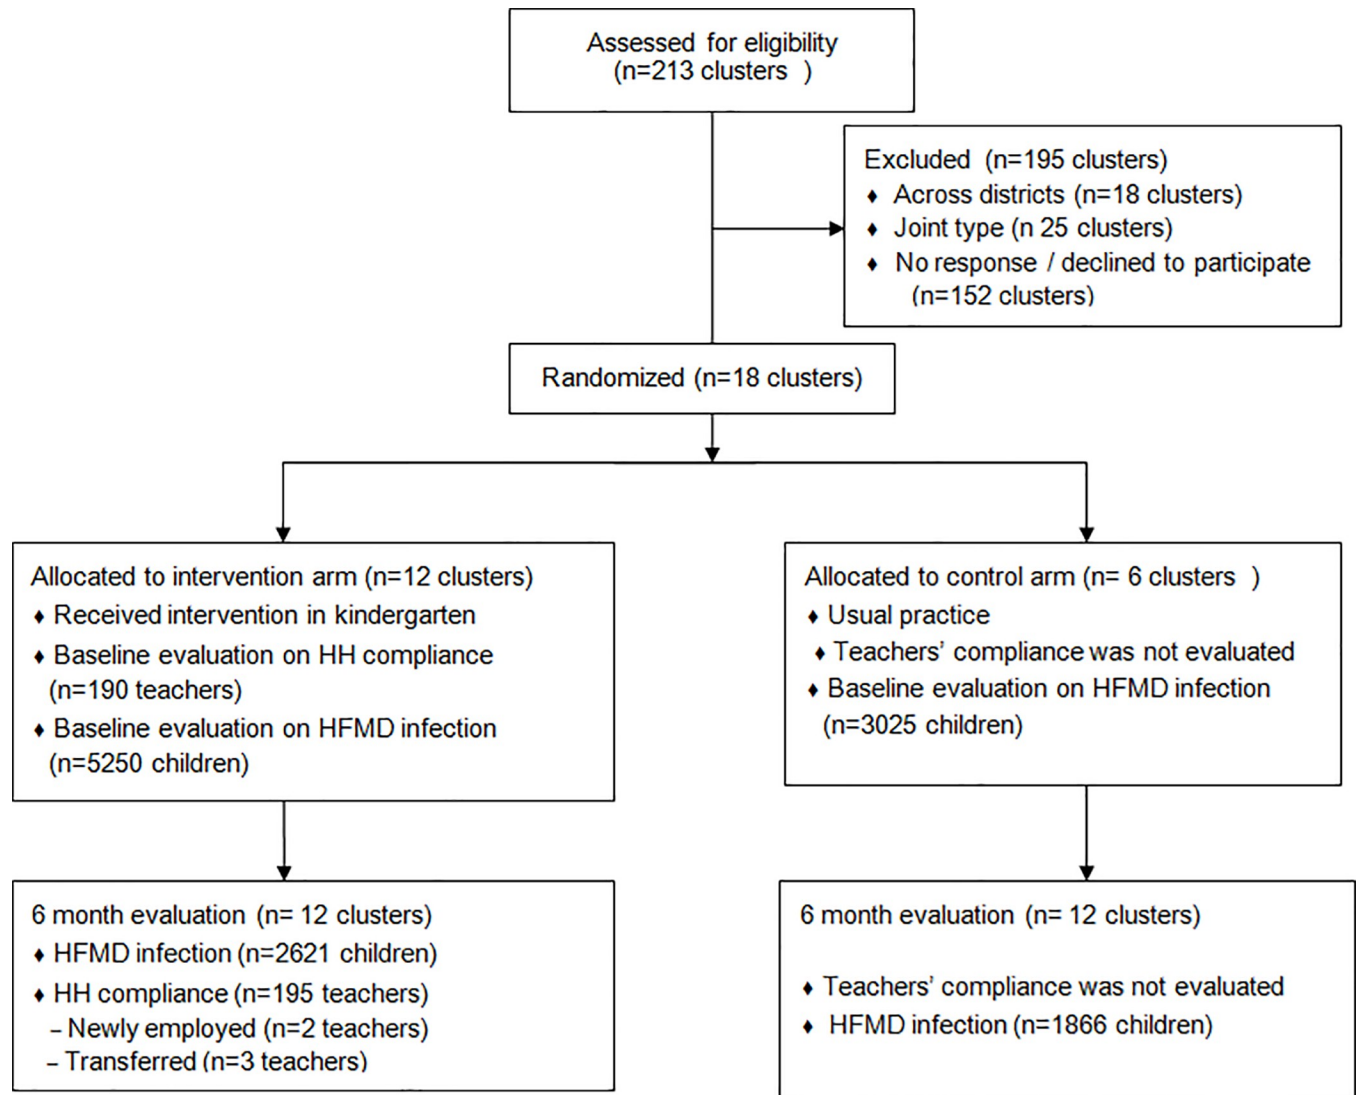 Assessed for eligibility
(n=213 clusters )
Excluded (n=195 clusters)
♦ Across districts (n=18 clusters)
♦ Joint type (n 25 clusters)
♦ No response / declined to participate
(n=152 clusters)
Randomized (n=18 clusters)
Allocated to intervention arm (n=12 clusters)
♦ Received intervention in kindergarten
♦ Baseline evaluation on HH compliance
(n=190 teachers)
♦ Baseline evaluation on HFMD infection
(n=5250 children)
Allocated to control arm (n= 6 clusters )
♦ Usual practice
♦ Teachers’ compliance was not evaluated
♦ Baseline evaluation on HFMD infection
(n=3025 children)
6 month evaluation (n= 12 clusters)
♦ HFMD infection (n=2621 children)
♦ HH compliance (n=195 teachers)
– Newly employed (n=2 teachers)
– Transferred (n=3 teachers)
6 month evaluation (n= 12 clusters)
♦ Teachers’ compliance was not evaluated
♦ HFMD infection (n=1866 children)